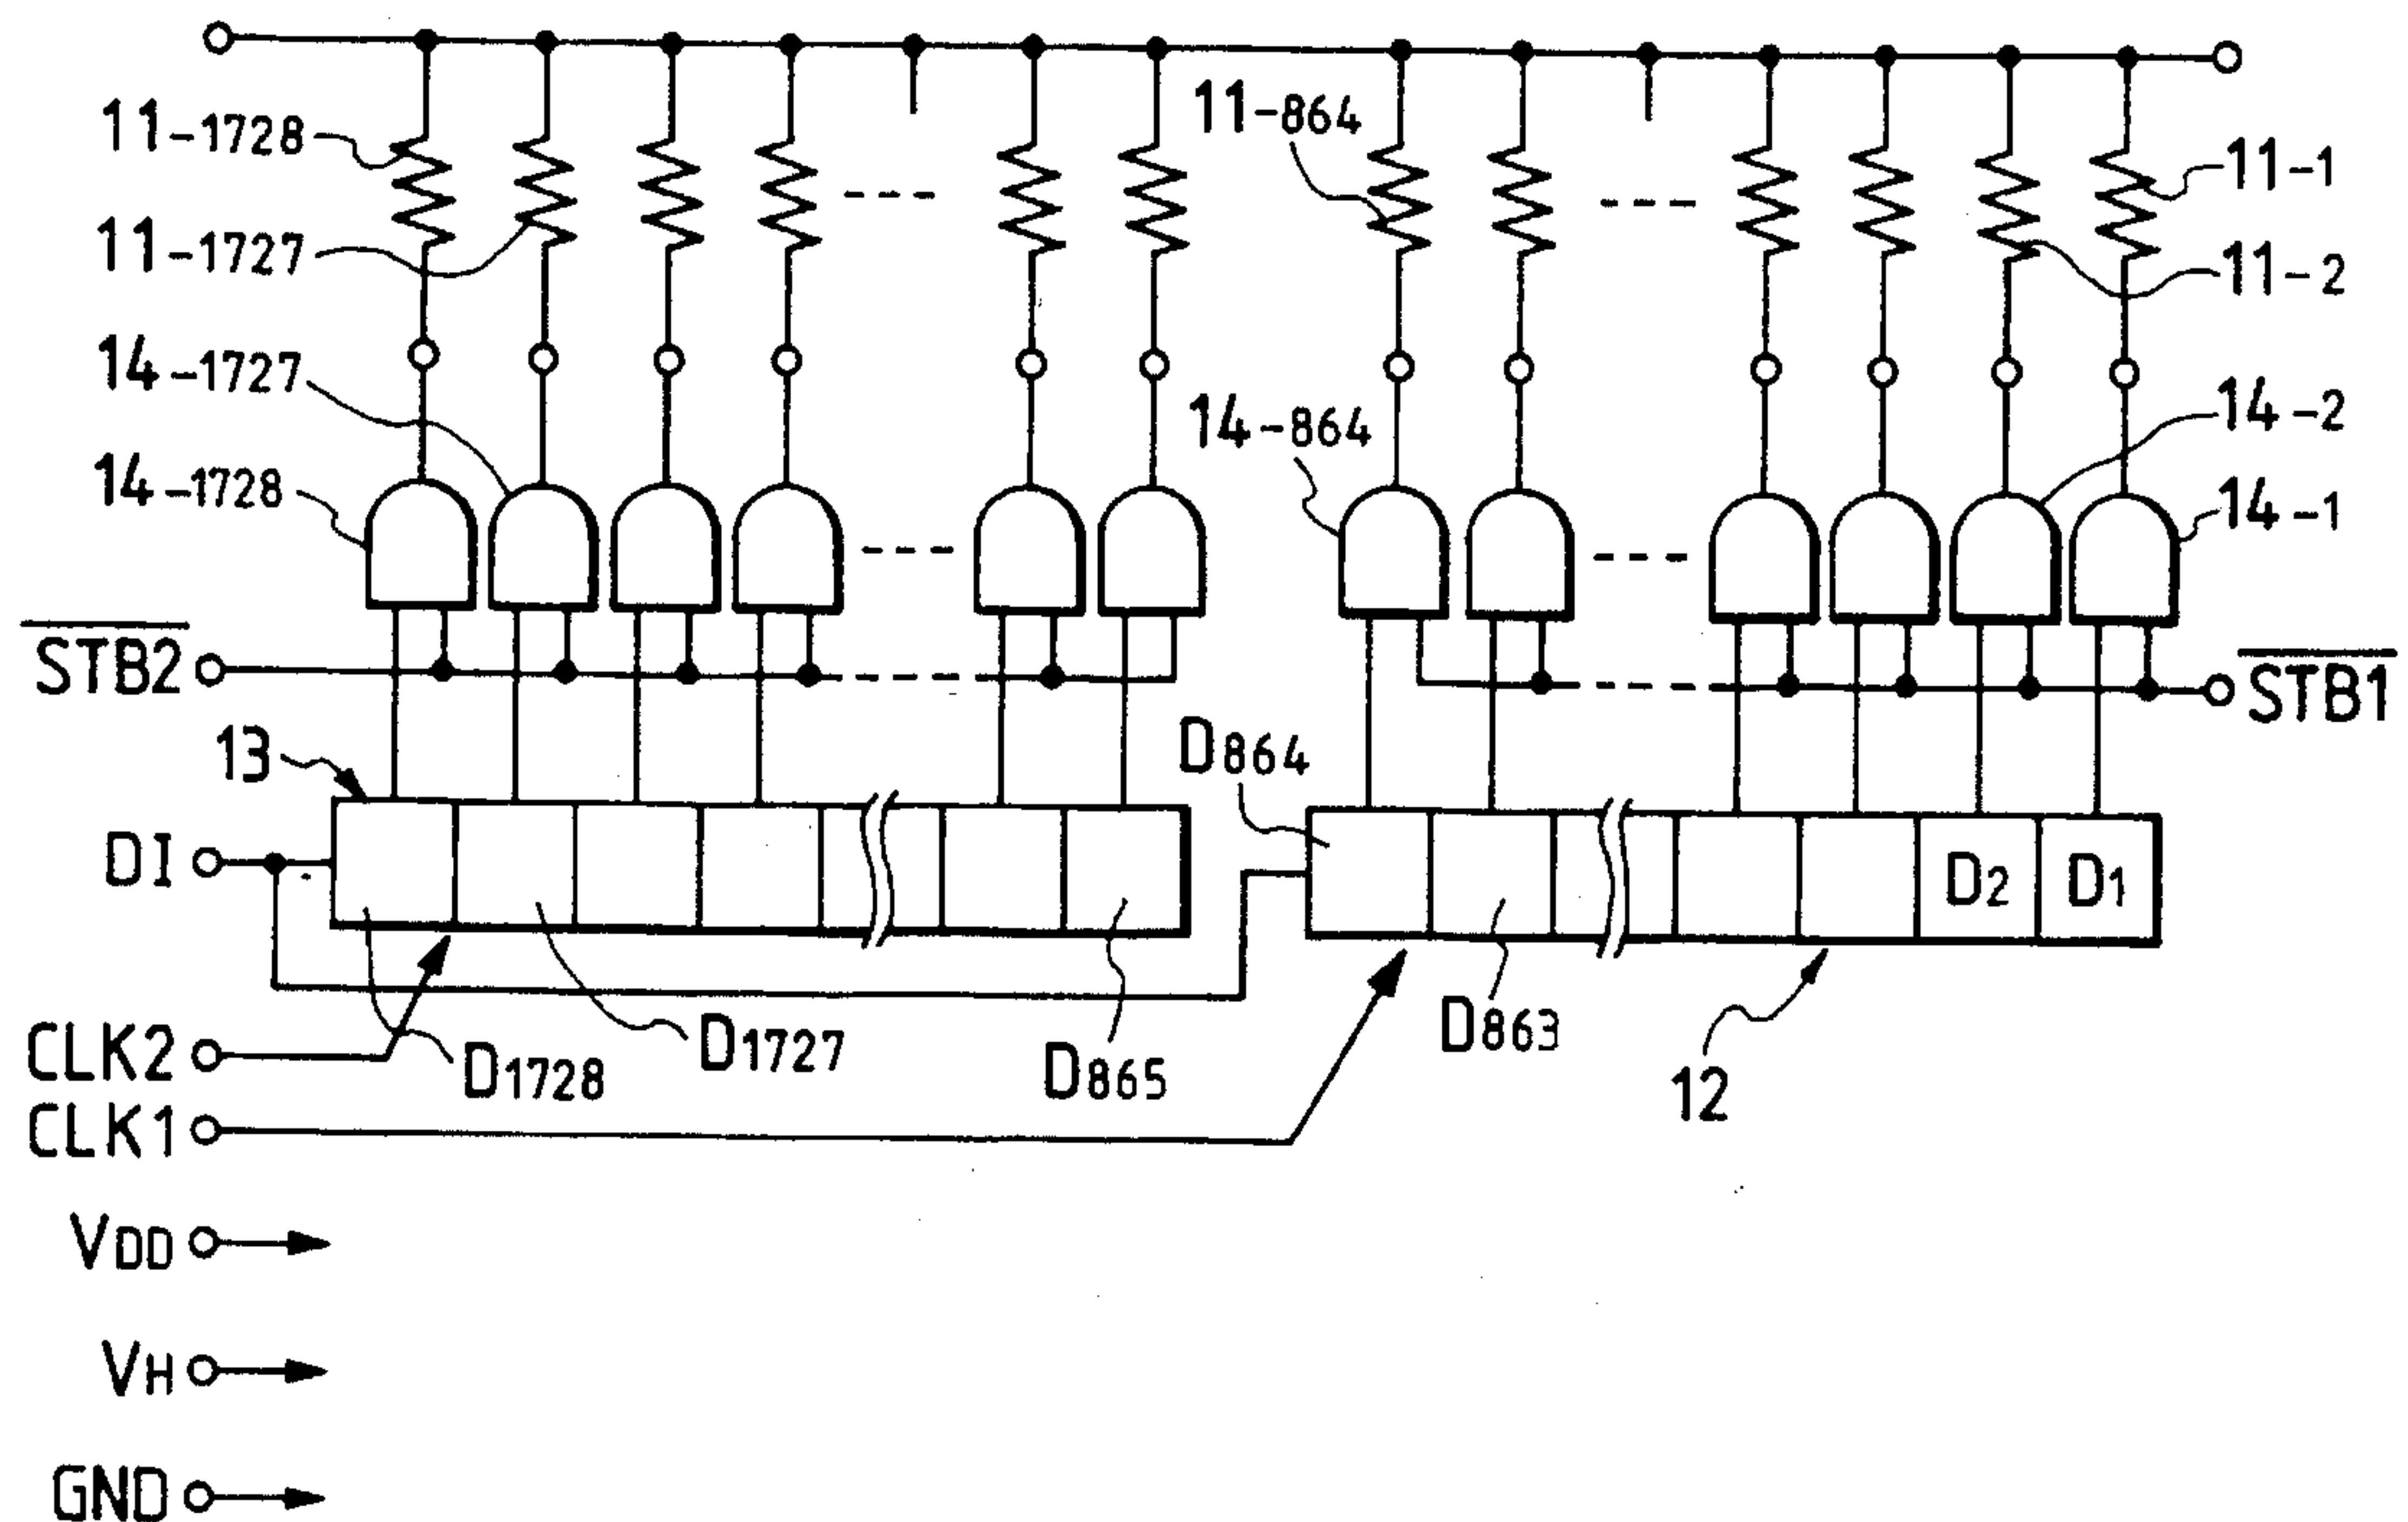 11-1728
11-864
11-1
11-1727
11-2
14-1727
14-2
14-864
14-1728
14-1
STB2
STB1
13
D864
DI
D2
D1
D863
CLK2
D1728
D1727
D865
12
CLK1
VDD
VH
GND